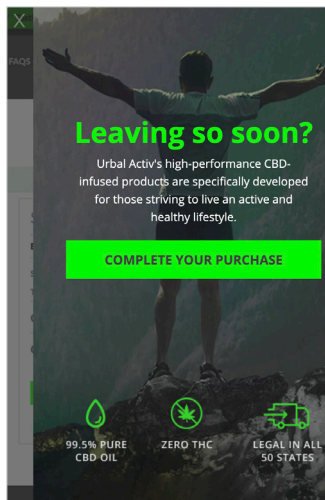 X
FAQS
Leaving so soon?
Urbal Activ's high-performance CBD-
infused products are specifically developed
for those striving to live an active and
healthy lifestyle.
COMPLETE YOUR PURCHASE
99.5% PURE
CBD OIL
ZERO THC
LEGAL IN ALL
50 STATES